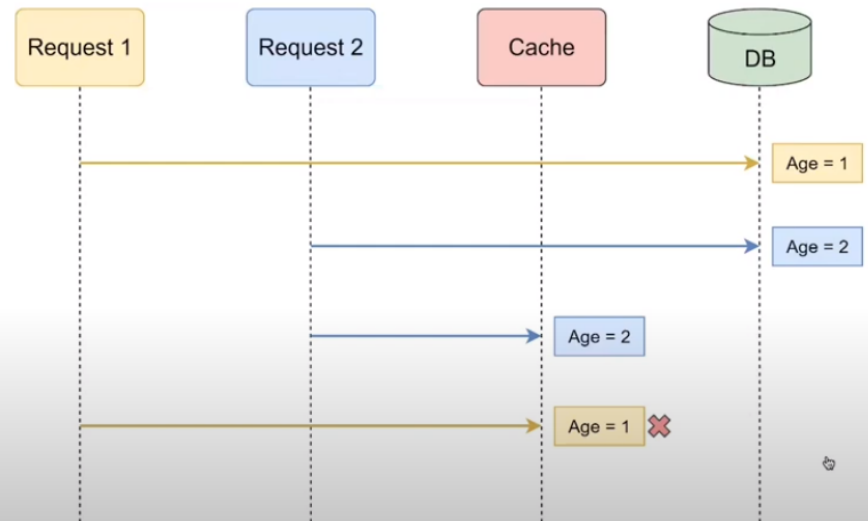 Request 1
Request 2
Cache
DB
Age = 1
Age = 2
Age = 2
Age = 1